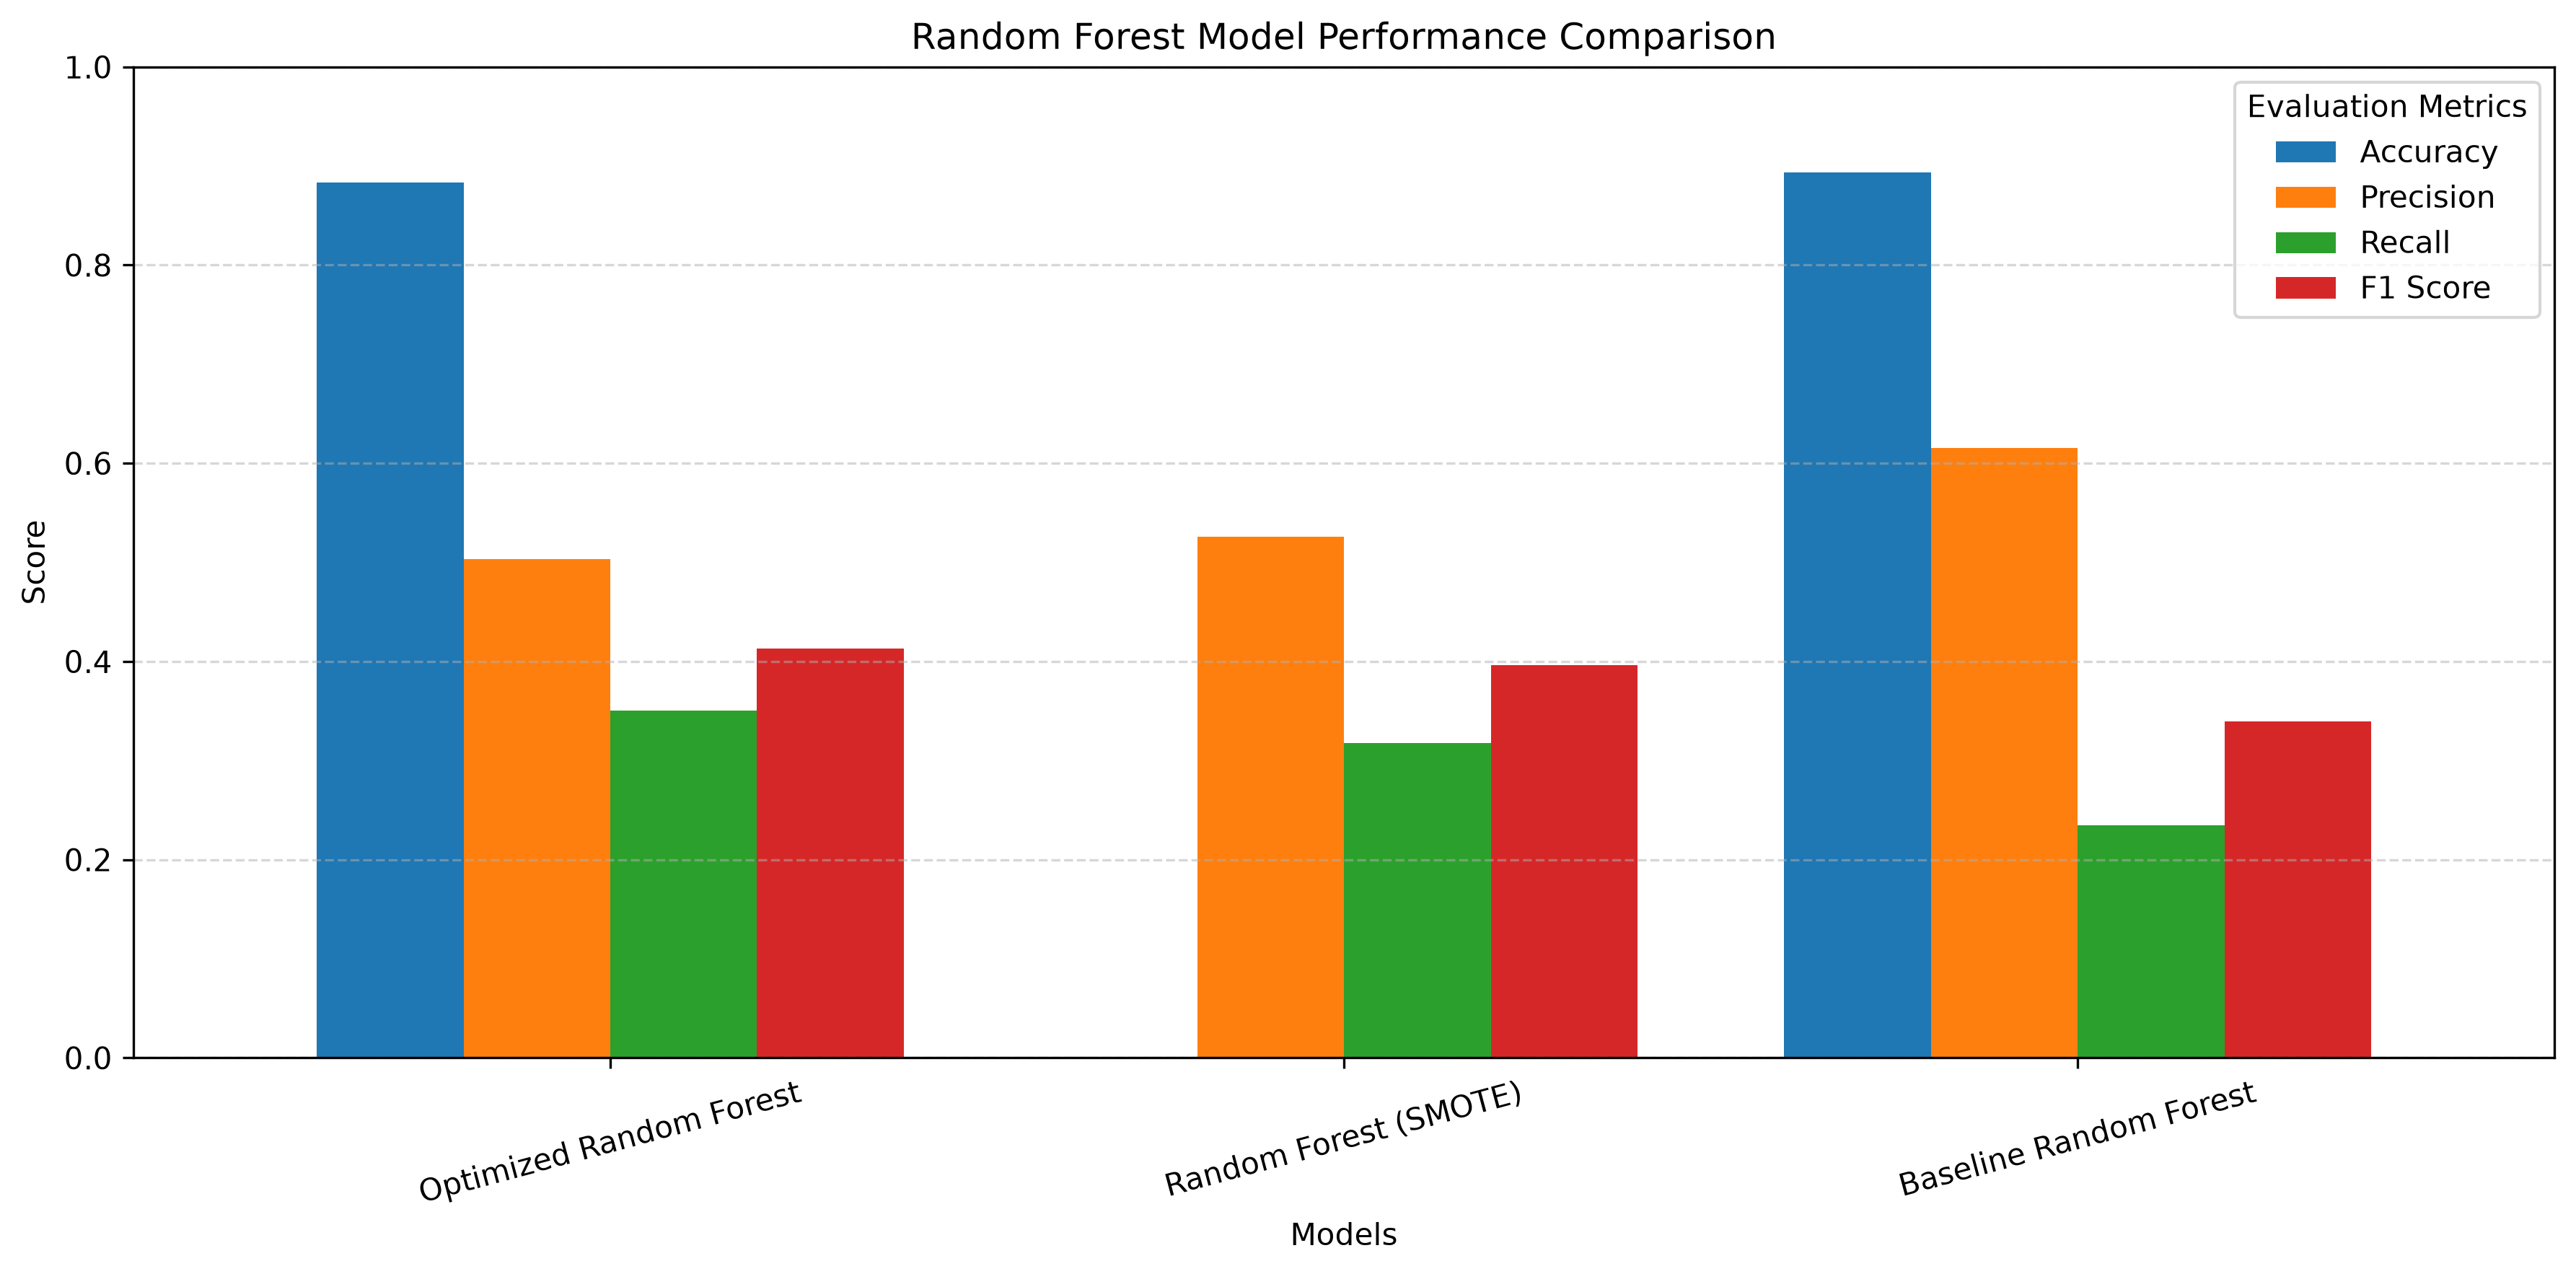 Random Forest Model Performance Comparison
1.0
0.8
0.6
0.4
0.2
0.0
Score
Evaluation Metrics
Accuracy
Precision
Recall
F1 Score
Optimized Random Forest
Random Forest (SMOTE)
Baseline Random Forest
Models